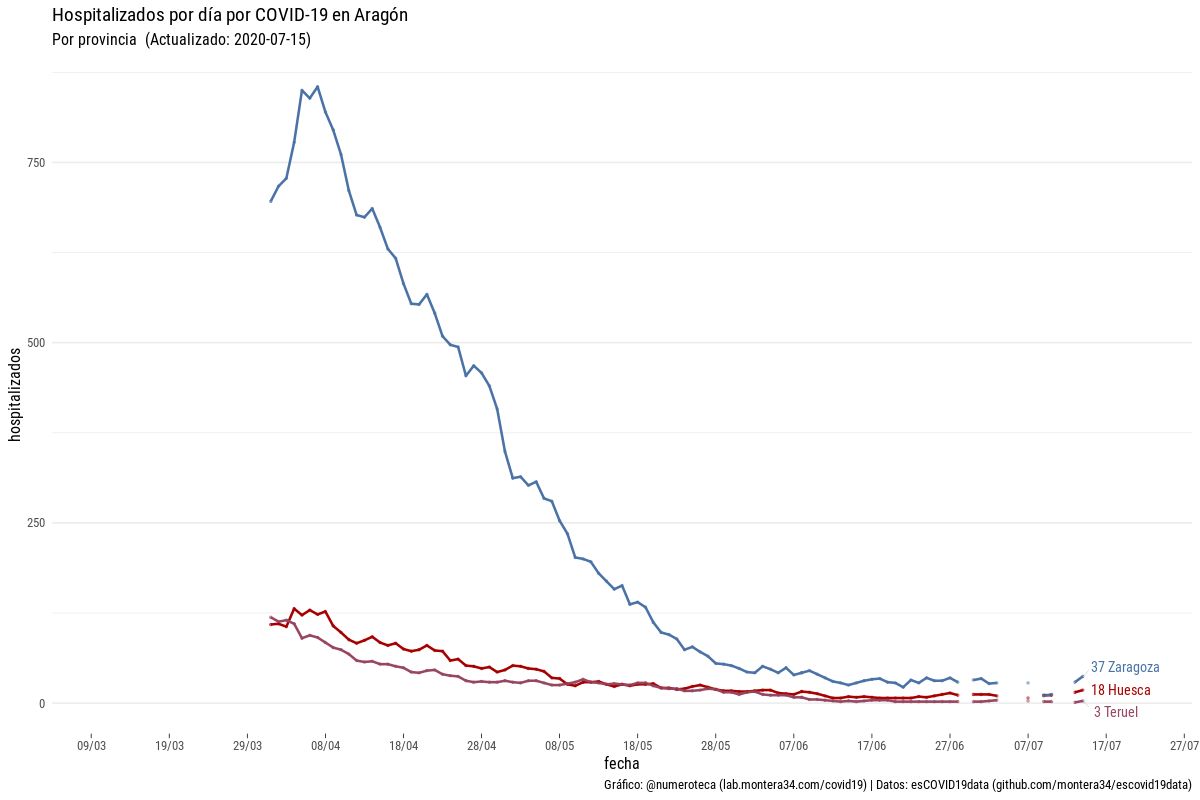 Hospitalizados por día por COVID-19 en Aragón
Por provincia (Actualizado: 2020-07-15)
hospitalizados
750
500
250
0
37 Zaragoza
18 Huesca
3 Teruel
09/03 19/03 29/03 08/04 18/04 28/04 08/05 18/05 28/05 07/06 17/06 27/06 07/07 17/07 27/07
fecha
Gráfico: @numeroteca (lab.montera34.com/covid19) | Datos: esCOVID19data (github.com/montera34/escovid19data)